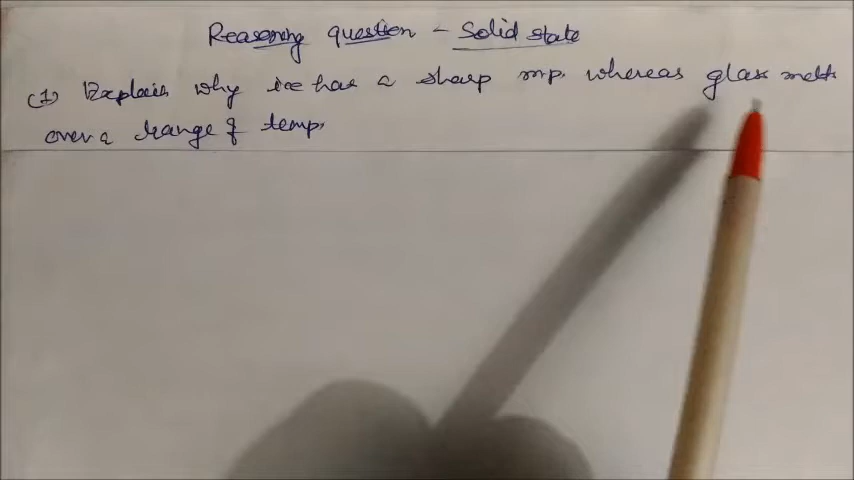 Reasoning question - Solid state
(1) Explain why ice has a sharp mp. whereas glass melts
over a range of temp.